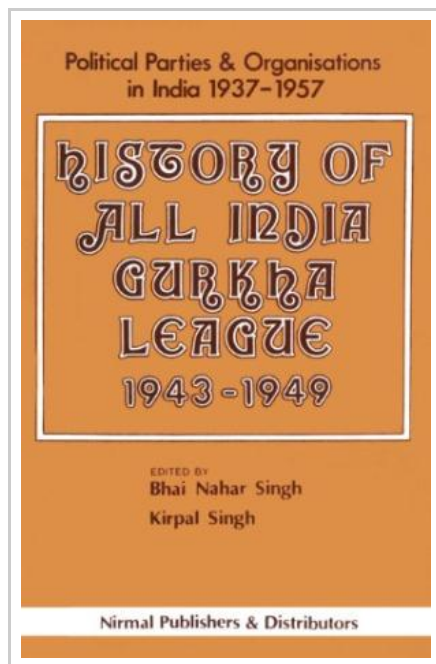 Political Parties & Organisations
in India 1937-1957
HISTORY OF
ALL INDIA
GURKHA
LEAGUE
1943-1949
EDITED BY
Bhai Nahar Singh
Kirpal Singh
Nirmal Publishers & Distributors